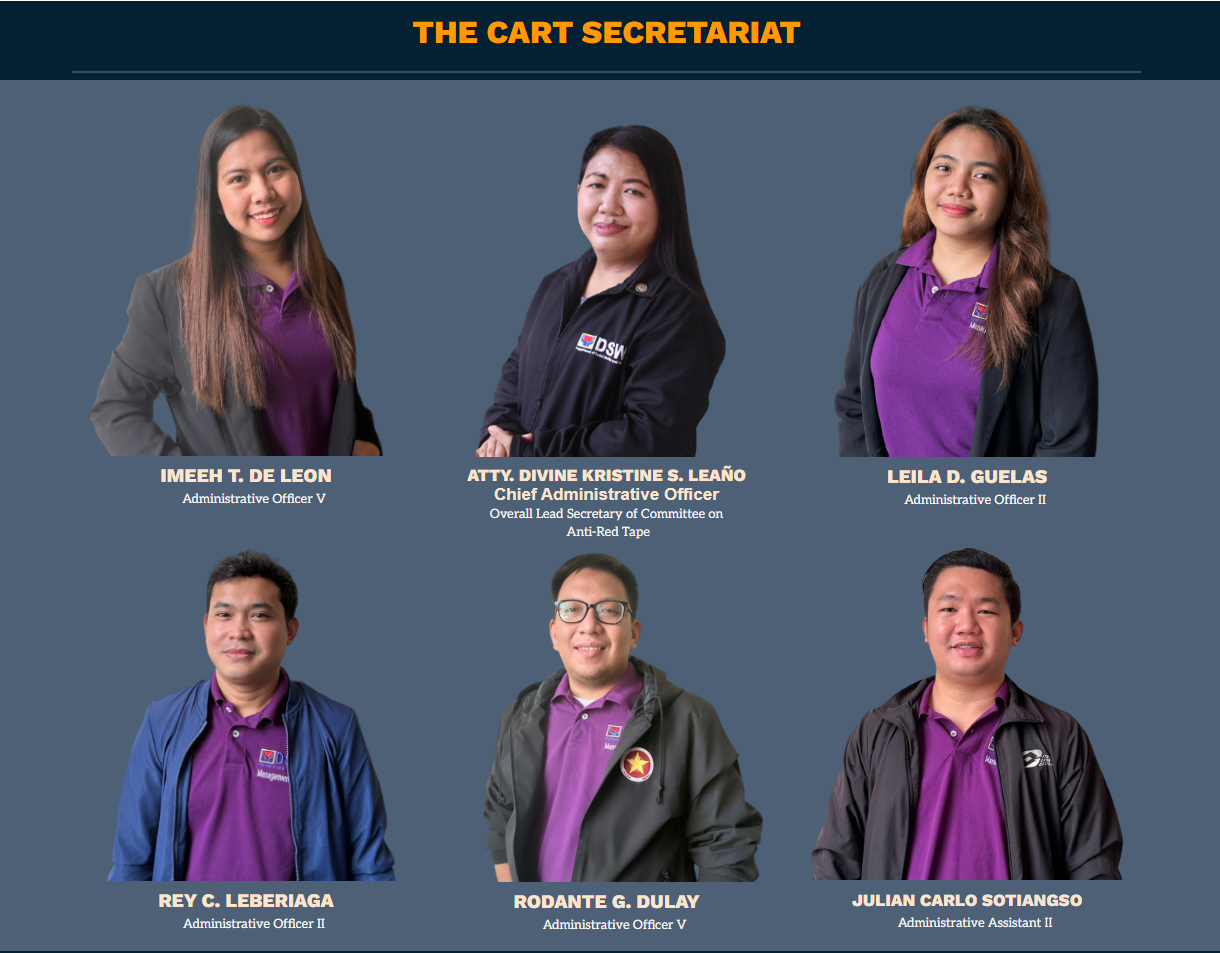 THE CART SECRETARIAT
DSW
IMEEH T. DE LEON
Administrative Officer V
ATTY. DIVINE KRISTINE S. LEAÑO
Chief Administrative Officer
Overall Lead Secretary of Committee on
Anti-Red Tape
LEILA D. GUELAS
Administrative Officer II
Management
REY C. LEBERIAGA
Administrative Officer II
RODANTE G. DULAY
Administrative Officer V
JULIAN CARLO SOTIANGSO
Administrative Assistant II